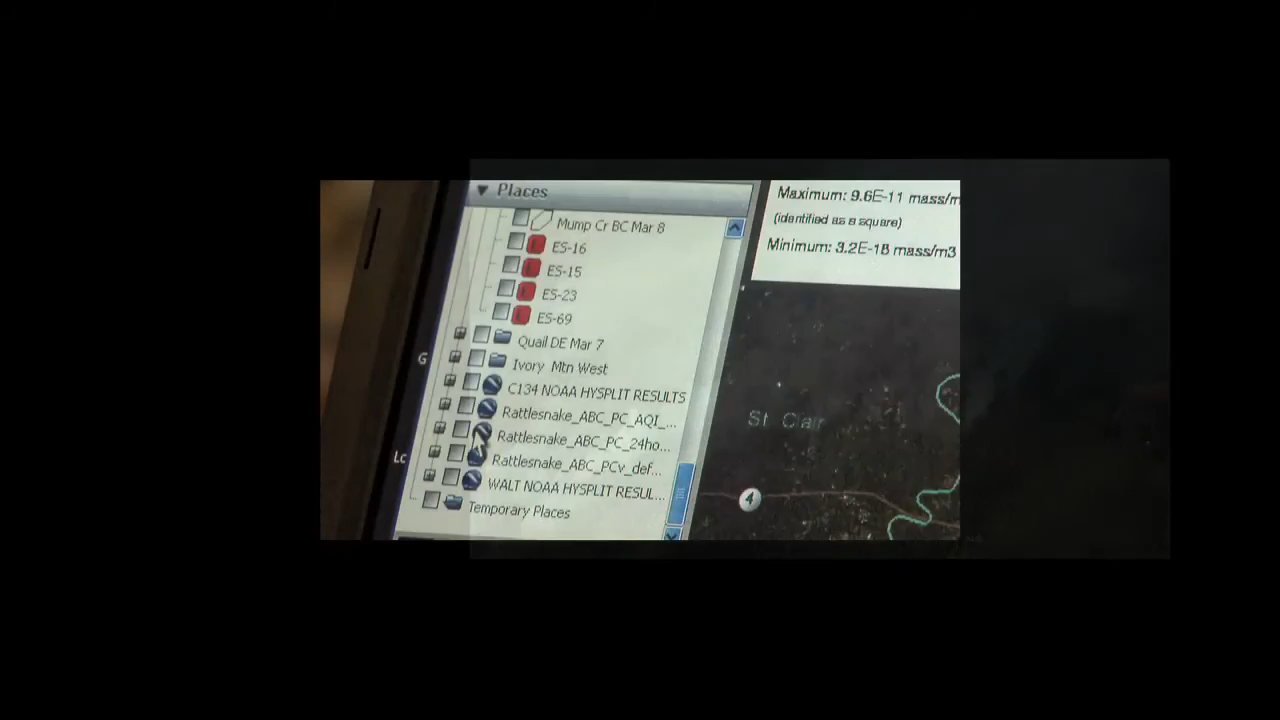 Places
Mump Cr BC Mar 8
ES-16
ES-15
ES-23
ES-69
Quail DE Mar 7
Ivory Mtn West
C134 NOAA HYSPLIT RESULTS
Rattlesnake_ABC_PC_AQI_...
Rattlesnake_ABC_PC_24ho...
Rattlesnake_ABC_PCv_def...
WALT NOAA HYSPLIT RESUL...
Temporary Places
G
Lc
Maximum: 9.6E-11 mass/m
(identified as a square)
Minimum: 3.2E-18 mass/m3
St Clair
4